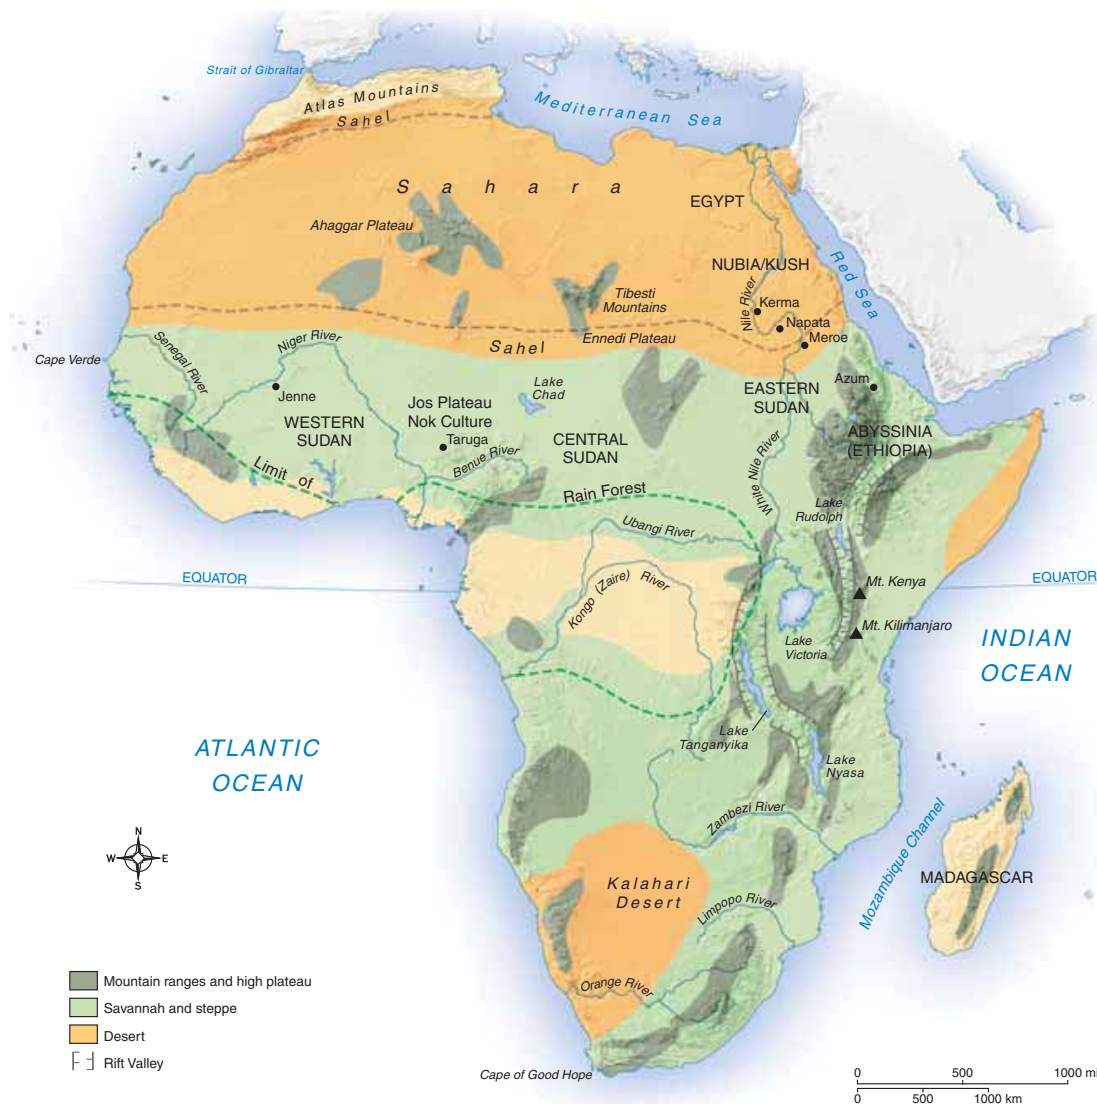 Strait of Gibraltar
Atlas Mountains
Sahel
Mediterranean Sea
Sahara
EGYPT
Ahaggar Plateau
NUBIA/KUSH
Red Sea
Tibesti
Mountains
Nile River
Kerma
Napata
Ennedi Plateau
Meroe
Sahel
Cape Verde
Senegal River
Niger River
Jenne
Lake
Chad
Azum
EASTERN
SUDAN
Jos Plateau
Nok Culture
Taruga
WESTERN
SUDAN
CENTRAL
SUDAN
ABYSSINIA
(ETHIOPIA)
Benue River
White Nile River
Limit of
Rain Forest
Lake
Rudolph
Ubangi River
EQUATOR
EQUATOR
Kongo (Zaire) River
Mt. Kenya
Mt. Kilimanjaro
Lake
Victoria
INDIAN
OCEAN
Lake
Tanganyika
ATLANTIC
OCEAN
Lake
Nyasa
Zambezi River
Mozambique Channel
N
W
E
S
Kalahari
Desert
MADAGASCAR
Limpopo River
Orange River
Mountain ranges and high plateau
Savannah and steppe
Desert
Rift Valley
Cape of Good Hope
0 500 1000 mi
0 500 1000 km